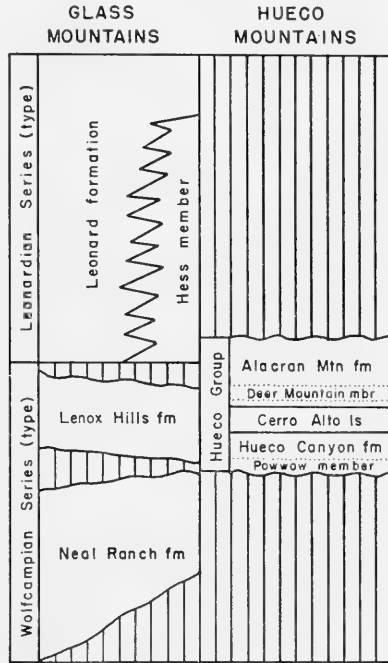 GLASS
MOUNTAINS
HUECO
MOUNTAINS
Leonardian Series (type)
Leonard formation
Hess member
Wolfcampian Series (type)
Lenox Hills fm
Neal Ranch fm
Hueco Group
Alacran Mtn fm
Deer Mountain mbr
Cerro Alto ls
Hueco Canyon fm
Powwow member